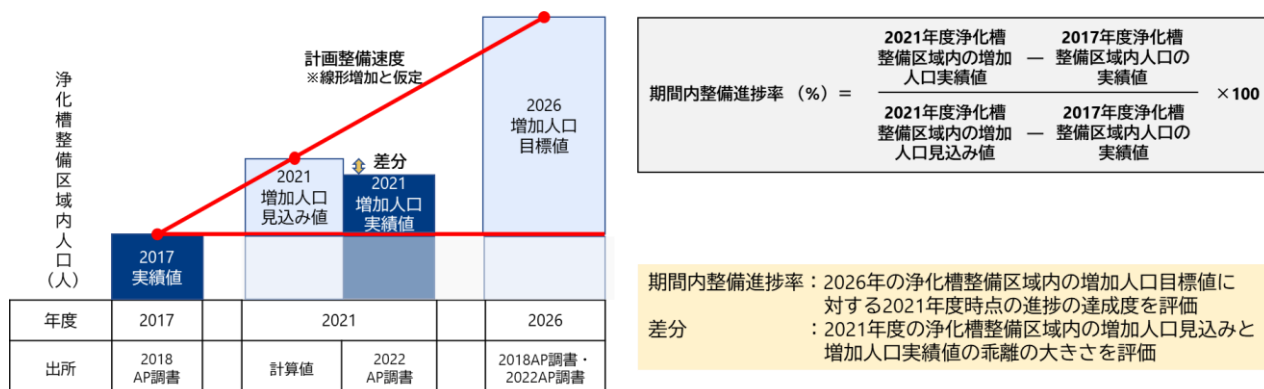 浄化槽整備区域内人口（人）
計画整備速度
※線形増加と仮定
2017
実績値
2021
増加人口
見込み値
差分
2021
増加人口
実績値
2026
増加人口
目標値
年度 2017 2021 2026
出所 2018 AP調書 計算値 2022 AP調書 2018AP調書・2022AP調書
期間内整備進捗率 （%）＝
2021年度浄化槽
整備区域内の増加
人口実績値
―
2017年度浄化槽
整備区域内人口の
実績値
2021年度浄化槽
整備区域内の増加
人口見込み値
―
2017年度浄化槽
整備区域内人口の
実績値
×100
期間内整備進捗率：2026年の浄化槽整備区域内の増加人口目標値に
対する2021年度時点の進捗の達成度を評価
差分 ：2021年度の浄化槽整備区域内の増加人口見込みと
増加人口実績値の乖離の大きさを評価